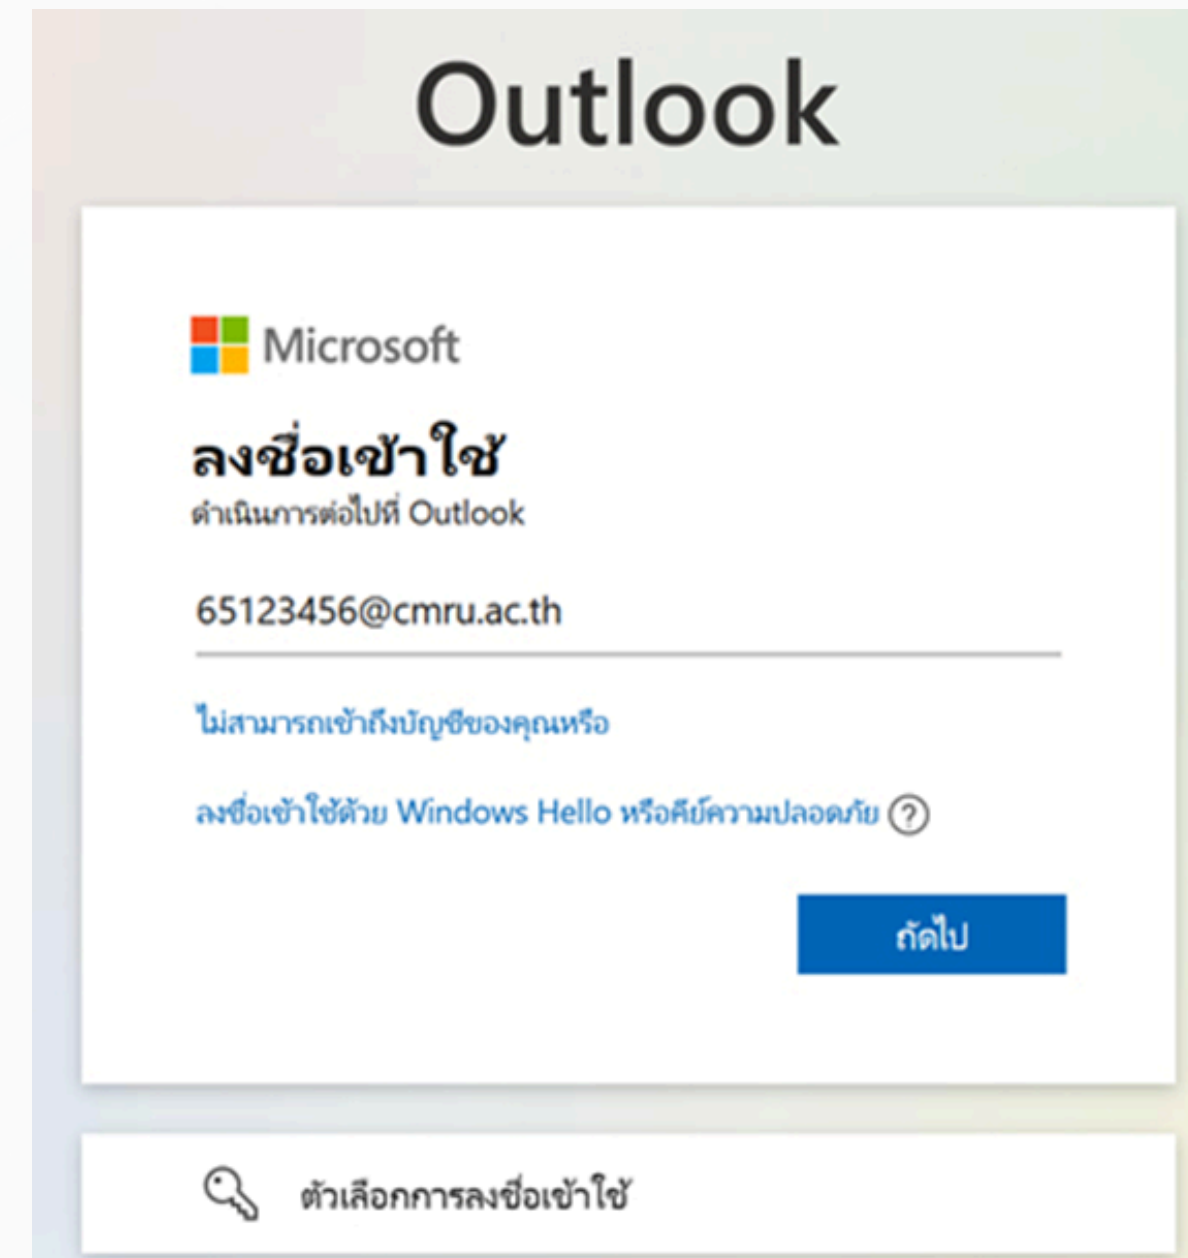 Outlook
Microsoft
ลงชื่อเข้าใช้
ดำเนินการต่อไปที่ Outlook
65123456@cmru.ac.th
ไม่สามารถเข้าถึงบัญชีของคุณหรือ
ลงชื่อเข้าใช้ด้วย Windows Hello หรือคีย์ความปลอดภัย ?
ถัดไป
ตัวเลือกการลงชื่อเข้าใช้